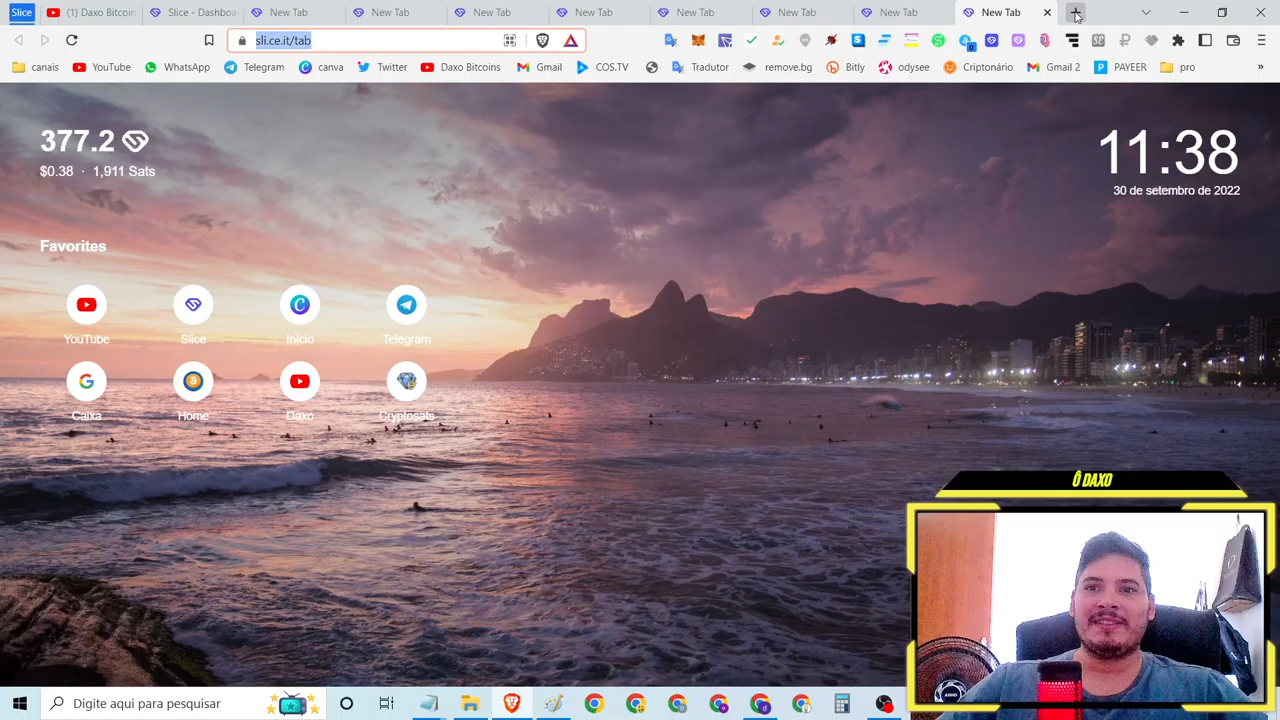 Slice
(1) Daxo Bitcoin
Slice - Dashboa
New Tab
New Tab
New Tab
New Tab
New Tab
New Tab
New Tab
New Tab
sli.ce.it/tab
0
canais
YouTube
WhatsApp
Telegram
canva
Twitter
Daxo Bitcoins
Gmail
COS.TV
Tradutor
remove.bg
Bitly
odysee
Criptonário
Gmail 2
PAYEER
pro
»
377.2
$0.38 · 1,911 Sats
11:38
30 de setembro de 2022
Favorites
YouTube
Slice
Início
Telegram
Caixa
Home
Daxo
Cryptosats
Ô DAXO
ARNO
Digite aqui para pesquisar